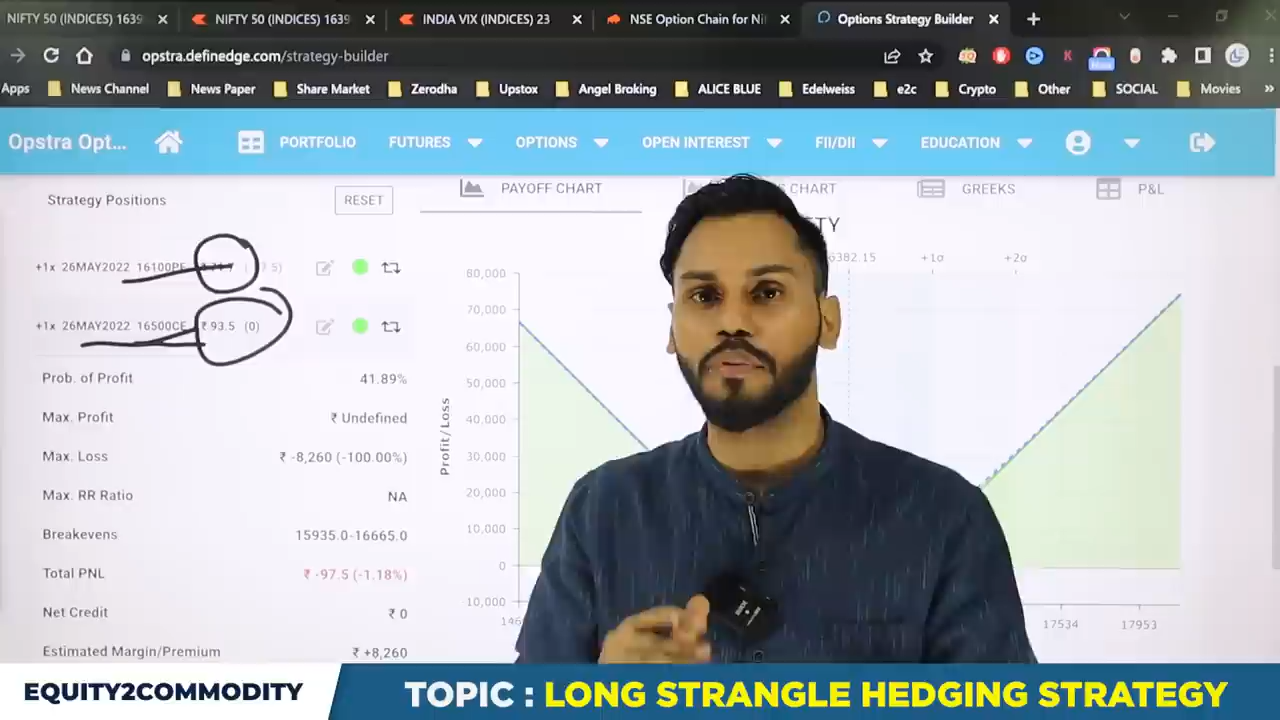 NIFTY 50 (INDICES) 1639
NIFTY 50 (INDICES) 1639
INDIA VIX (INDICES) 23
NSE Option Chain for Ni
Options Strategy Builder
opstra.definedge.com/strategy-builder
Apps News Channel News Paper Share Market Zerodha Upstox Angel Broking ALICE BLUE Edelweiss e2c Crypto Other SOCIAL Movies »
Opstra Opt... PORTFOLIO FUTURES OPTIONS OPEN INTEREST FII/DII EDUCATION
Strategy Positions RESET
PAYOFF CHART
CHART
GREEKS
P&L
TY
6382.15 +1σ +2σ
+1x 26MAY2022 16100PE
+1x 26MAY2022 16500CE ₹ 93.5 (0)
Prob. of Profit 41.89%
Max. Profit ₹ Undefined
Max. Loss ₹ -8,260 (-100.00%)
Max. RR Ratio NA
Breakevens 15935.0-16665.0
Total PNL ₹ -97.5 (-1.18%)
Net Credit ₹ 0
Estimated Margin/Premium ₹ +8,260
Profit/Loss
80,000
70,000
60,000
50,000
40,000
30,000
20,000
10,000
0
10,000
146
17534
17953
EQUITY2COMMODITY
TOPIC : LONG STRANGLE HEDGING STRATEGY